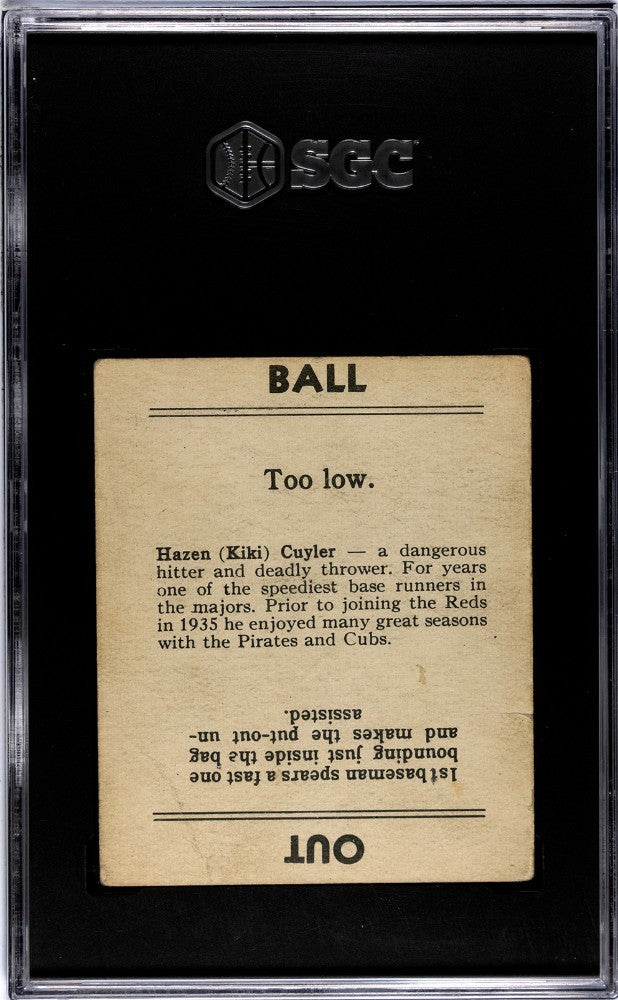 SGC
BALL
Too low.
Hazen (Kiki) Cuyler — a dangerous
hitter and deadly thrower. For years
one of the speediest base runners in
the majors. Prior to joining the Reds
in 1935 he enjoyed many great seasons
with the Pirates and Cubs.
OUT
1st baseman spears a fast one
bounding just inside the bag
and makes the put-out un-
assisted.